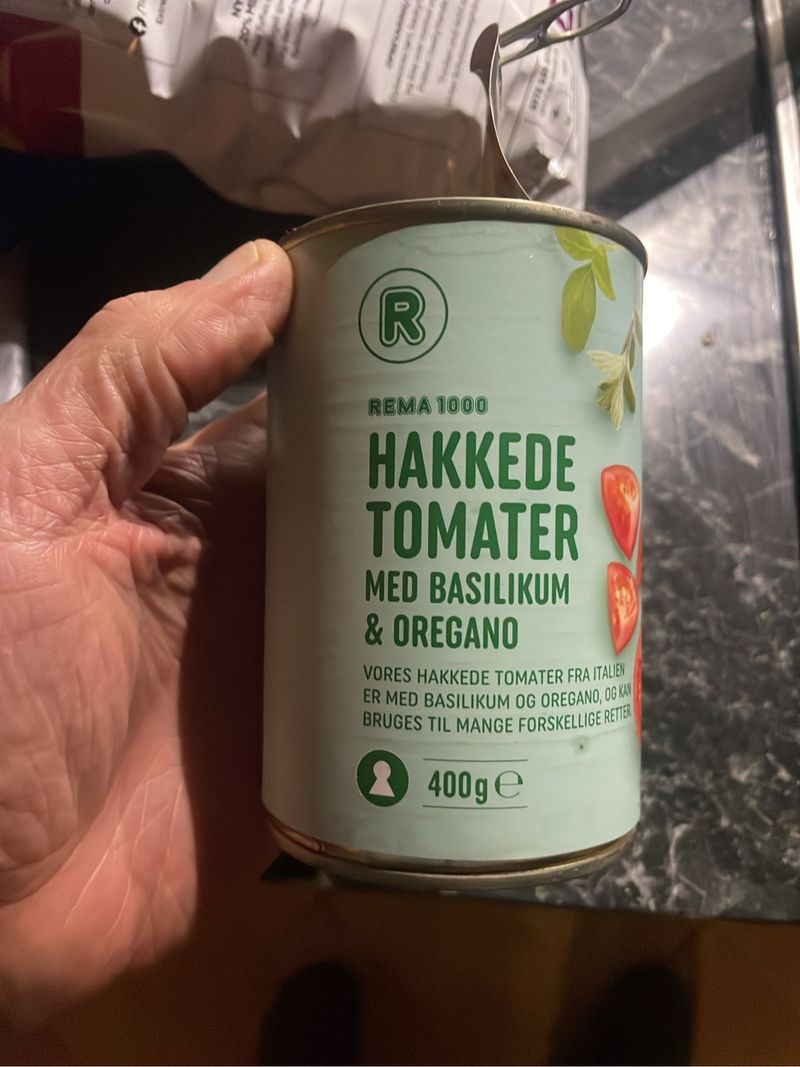 R
REMA 1000
HAKKEDE
TOMATER
MED BASILIKUM
& OREGANO
VORES HAKKEDE TOMATER FRA ITALIEN
ER MED BASILIKUM OG OREGANO, OG KAN
BRUGES TIL MANGE FORSKELLIGE RETTER.
400g ℮